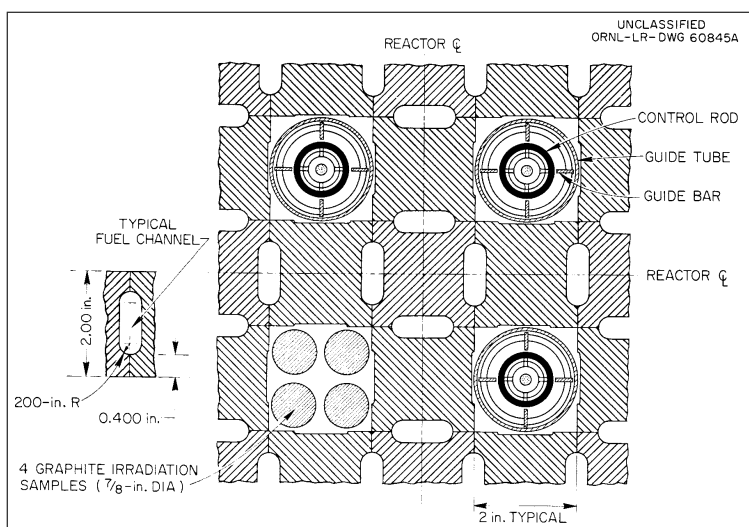 UNCLASSIFIED
ORNL-LR-DWG 60845A
REACTOR ℄
CONTROL ROD
GUIDE TUBE
GUIDE BAR
TYPICAL
FUEL CHANNEL
REACTOR ℄
2.00 in.
200-in. R
0.400 in.
4 GRAPHITE IRRADIATION
SAMPLES (7/8-in. DIA)
2 in. TYPICAL